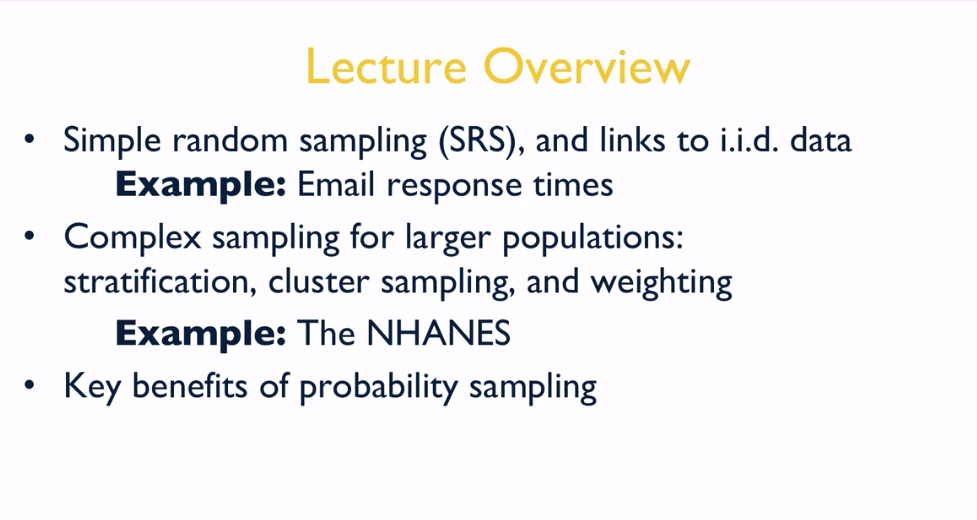 Lecture Overview
• Simple random sampling (SRS), and links to i.i.d. data
Example: Email response times
• Complex sampling for larger populations:
stratification, cluster sampling, and weighting
Example: The NHANES
• Key benefits of probability sampling